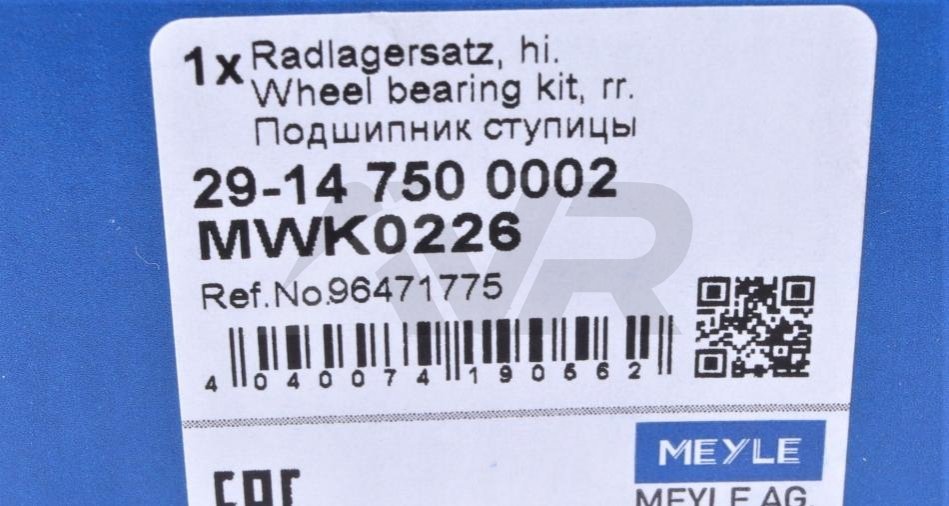 1x Radlagersatz, hi.
Wheel bearing kit, rr.
Подшипник ступицы
29-14 750 0002
MWK0226
Ref.No.96471775
4 040074 190562
TVR
EAC
MEYLE
MEYLE AG.